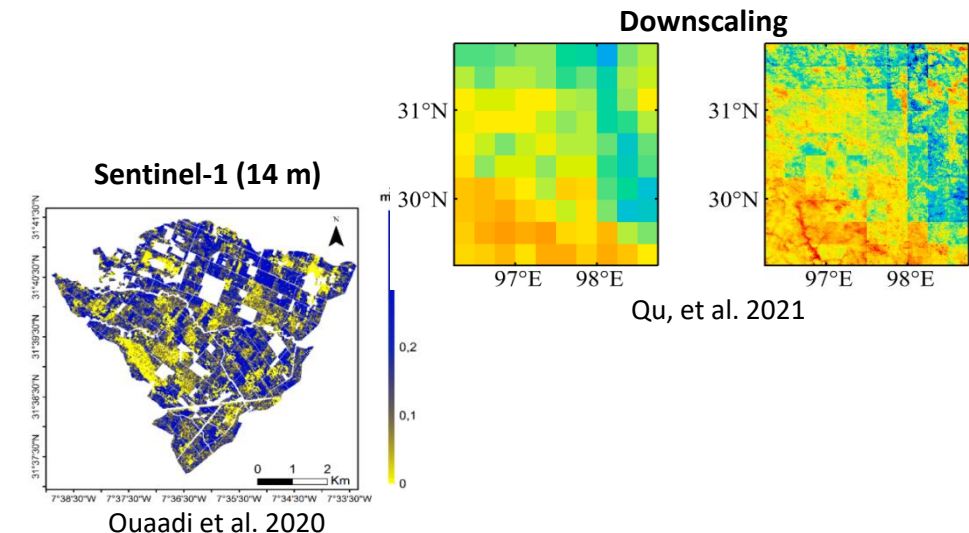 Downscaling
31°N
30°N
97°E 98°E
31°N
30°N
97°E 98°E
Qu, et al. 2021
Sentinel-1 (14 m)
m
31°41'30"N
31°40'30"N
31°39'30"N
31°38'30"N
31°37'30"N
N
0,2
0,1
0
0 1 2
Km
7°38'30"W 7°37'30"W 7°36'30"W 7°35'30"W 7°34'30"W 7°33'30"W
Ouaadi et al. 2020